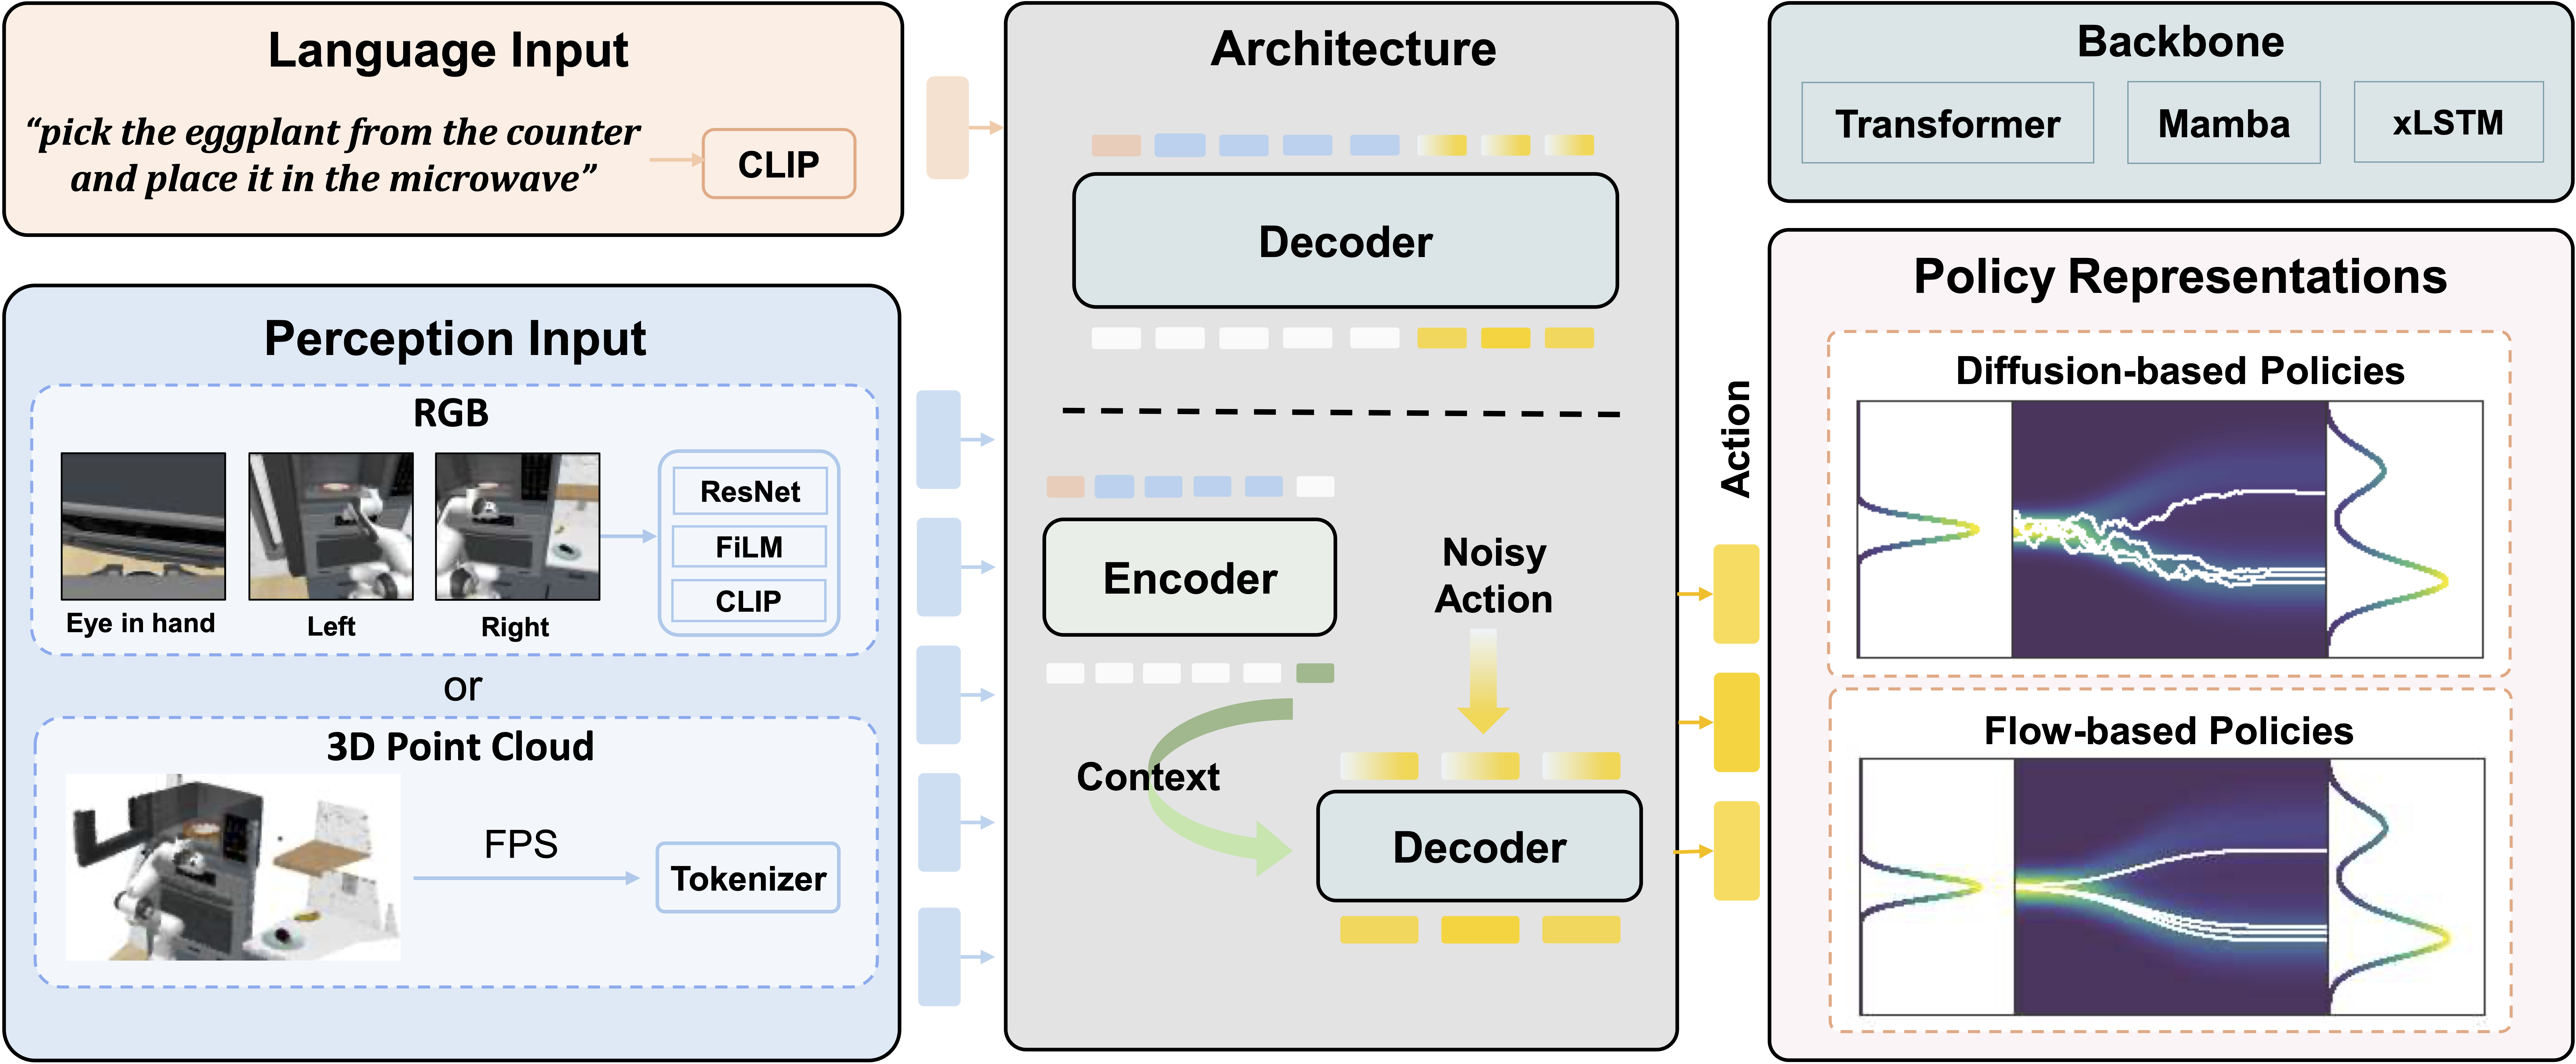 Language Input
“pick the eggplant from the counter
and place it in the microwave”
CLIP
Perception Input
RGB
Eye in hand
Left
Right
ResNet
FiLM
CLIP
or
3D Point Cloud
FPS
Tokenizer
Architecture
Decoder
Encoder
Noisy
Action
Context
Decoder
Action
Backbone
Transformer
Mamba
xLSTM
Policy Representations
Diffusion-based Policies
Flow-based Policies